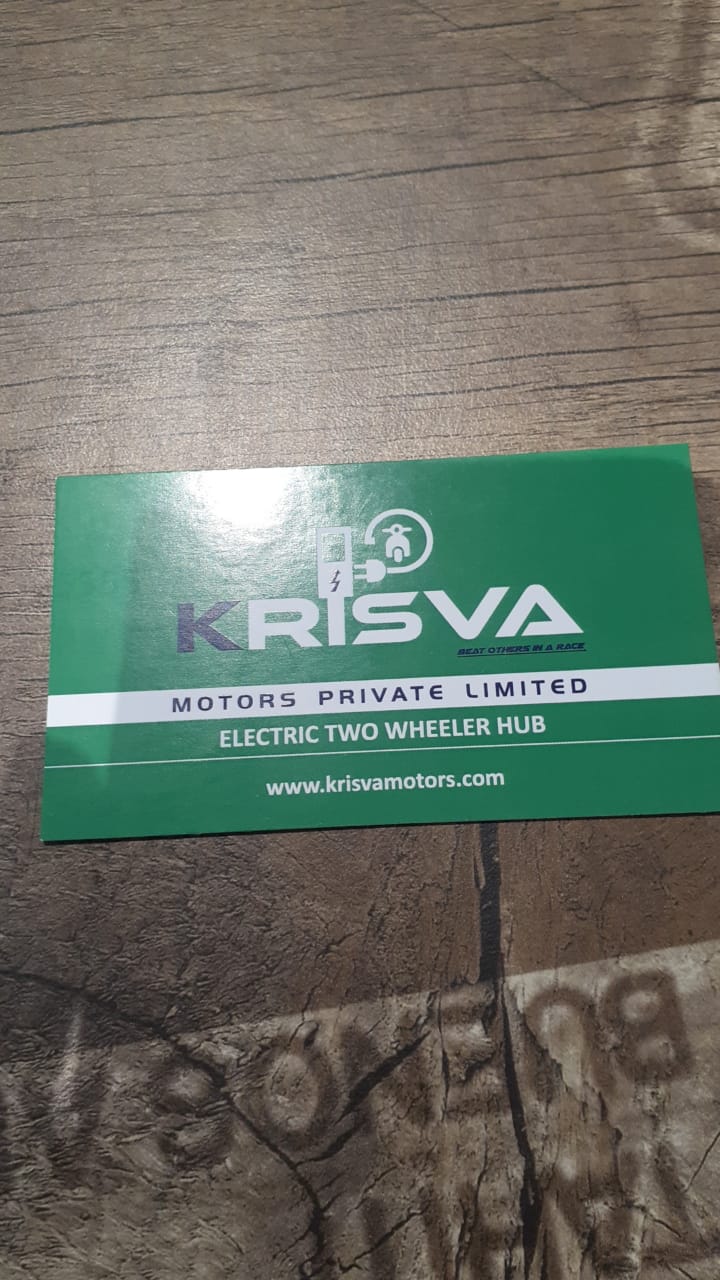 KRISVA
BEAT OTHERS IN A RACE
MOTORS PRIVATE LIMITED
ELECTRIC TWO WHEELER HUB
www.krisvamotors.com